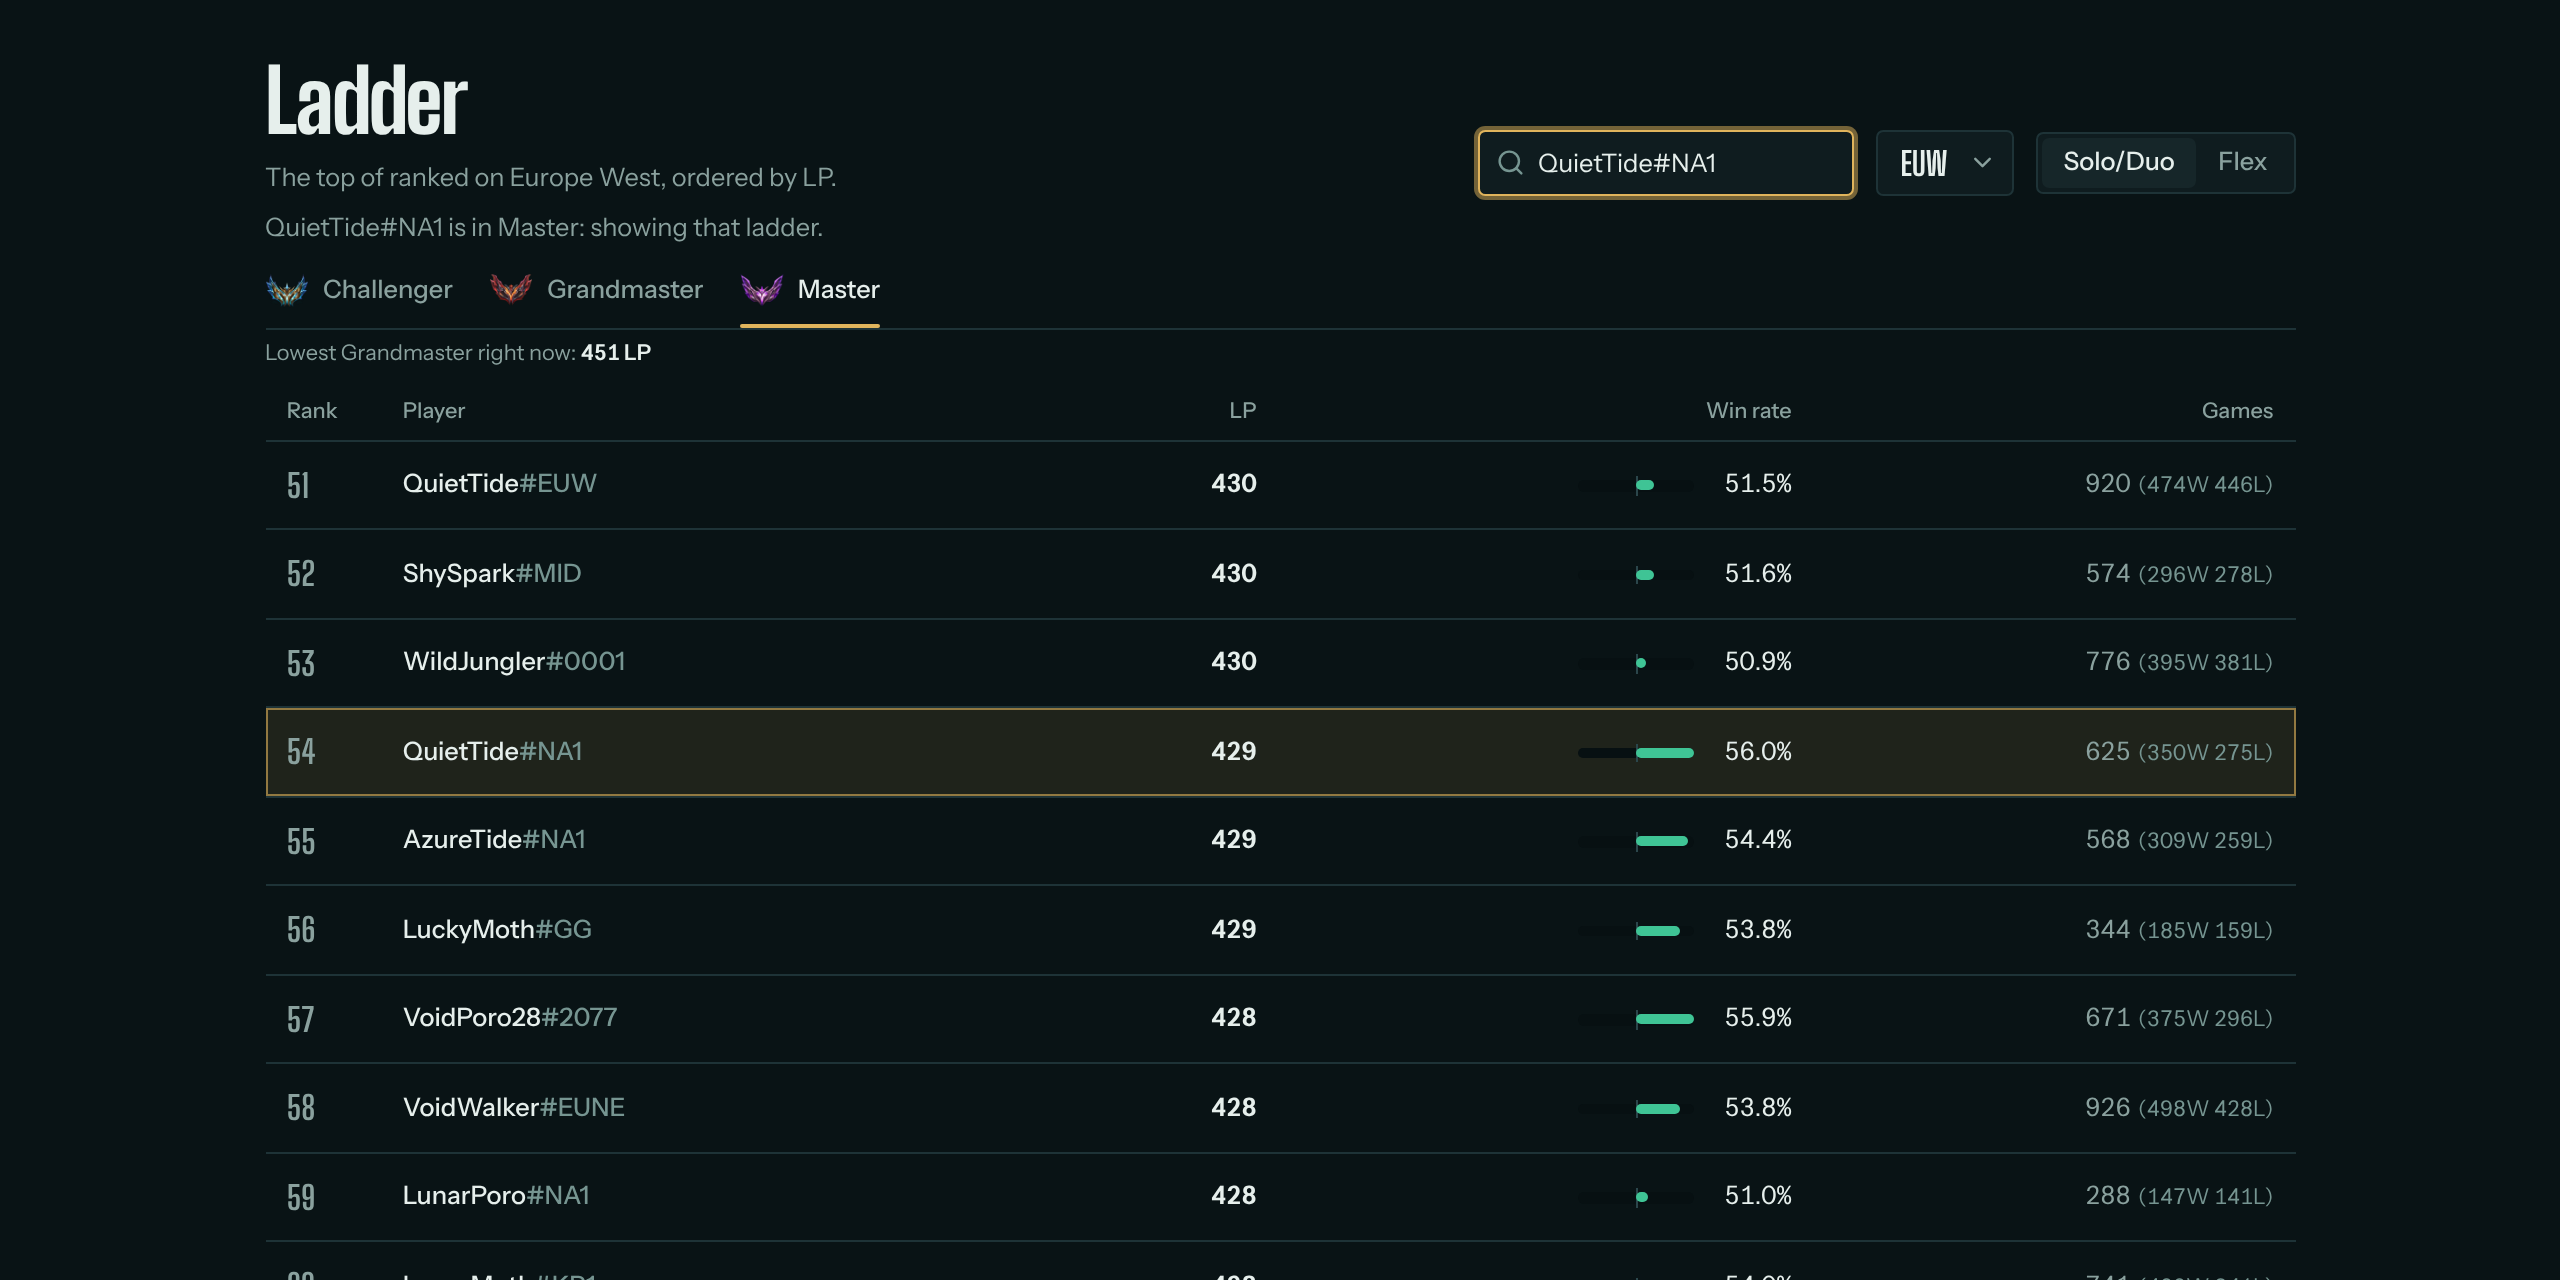 Ladder
The top of ranked on Europe West, ordered by LP.
QuietTide#NA1 is in Master: showing that ladder.
QuietTide#NA1
EUW
Solo/Duo Flex
Challenger Grandmaster Master
Lowest Grandmaster right now: 451 LP
Rank Player LP Win rate Games
51 QuietTide#EUW 430 51.5% 920 (474W 446L)
52 ShySpark#MID 430 51.6% 574 (296W 278L)
53 WildJungler#0001 430 50.9% 776 (395W 381L)
54 QuietTide#NA1 429 56.0% 625 (350W 275L)
55 AzureTide#NA1 429 54.4% 568 (309W 259L)
56 LuckyMoth#GG 429 53.8% 344 (185W 159L)
57 VoidPoro28#2077 428 55.9% 671 (375W 296L)
58 VoidWalker#EUNE 428 53.8% 926 (498W 428L)
59 LunarPoro#NA1 428 51.0% 288 (147W 141L)